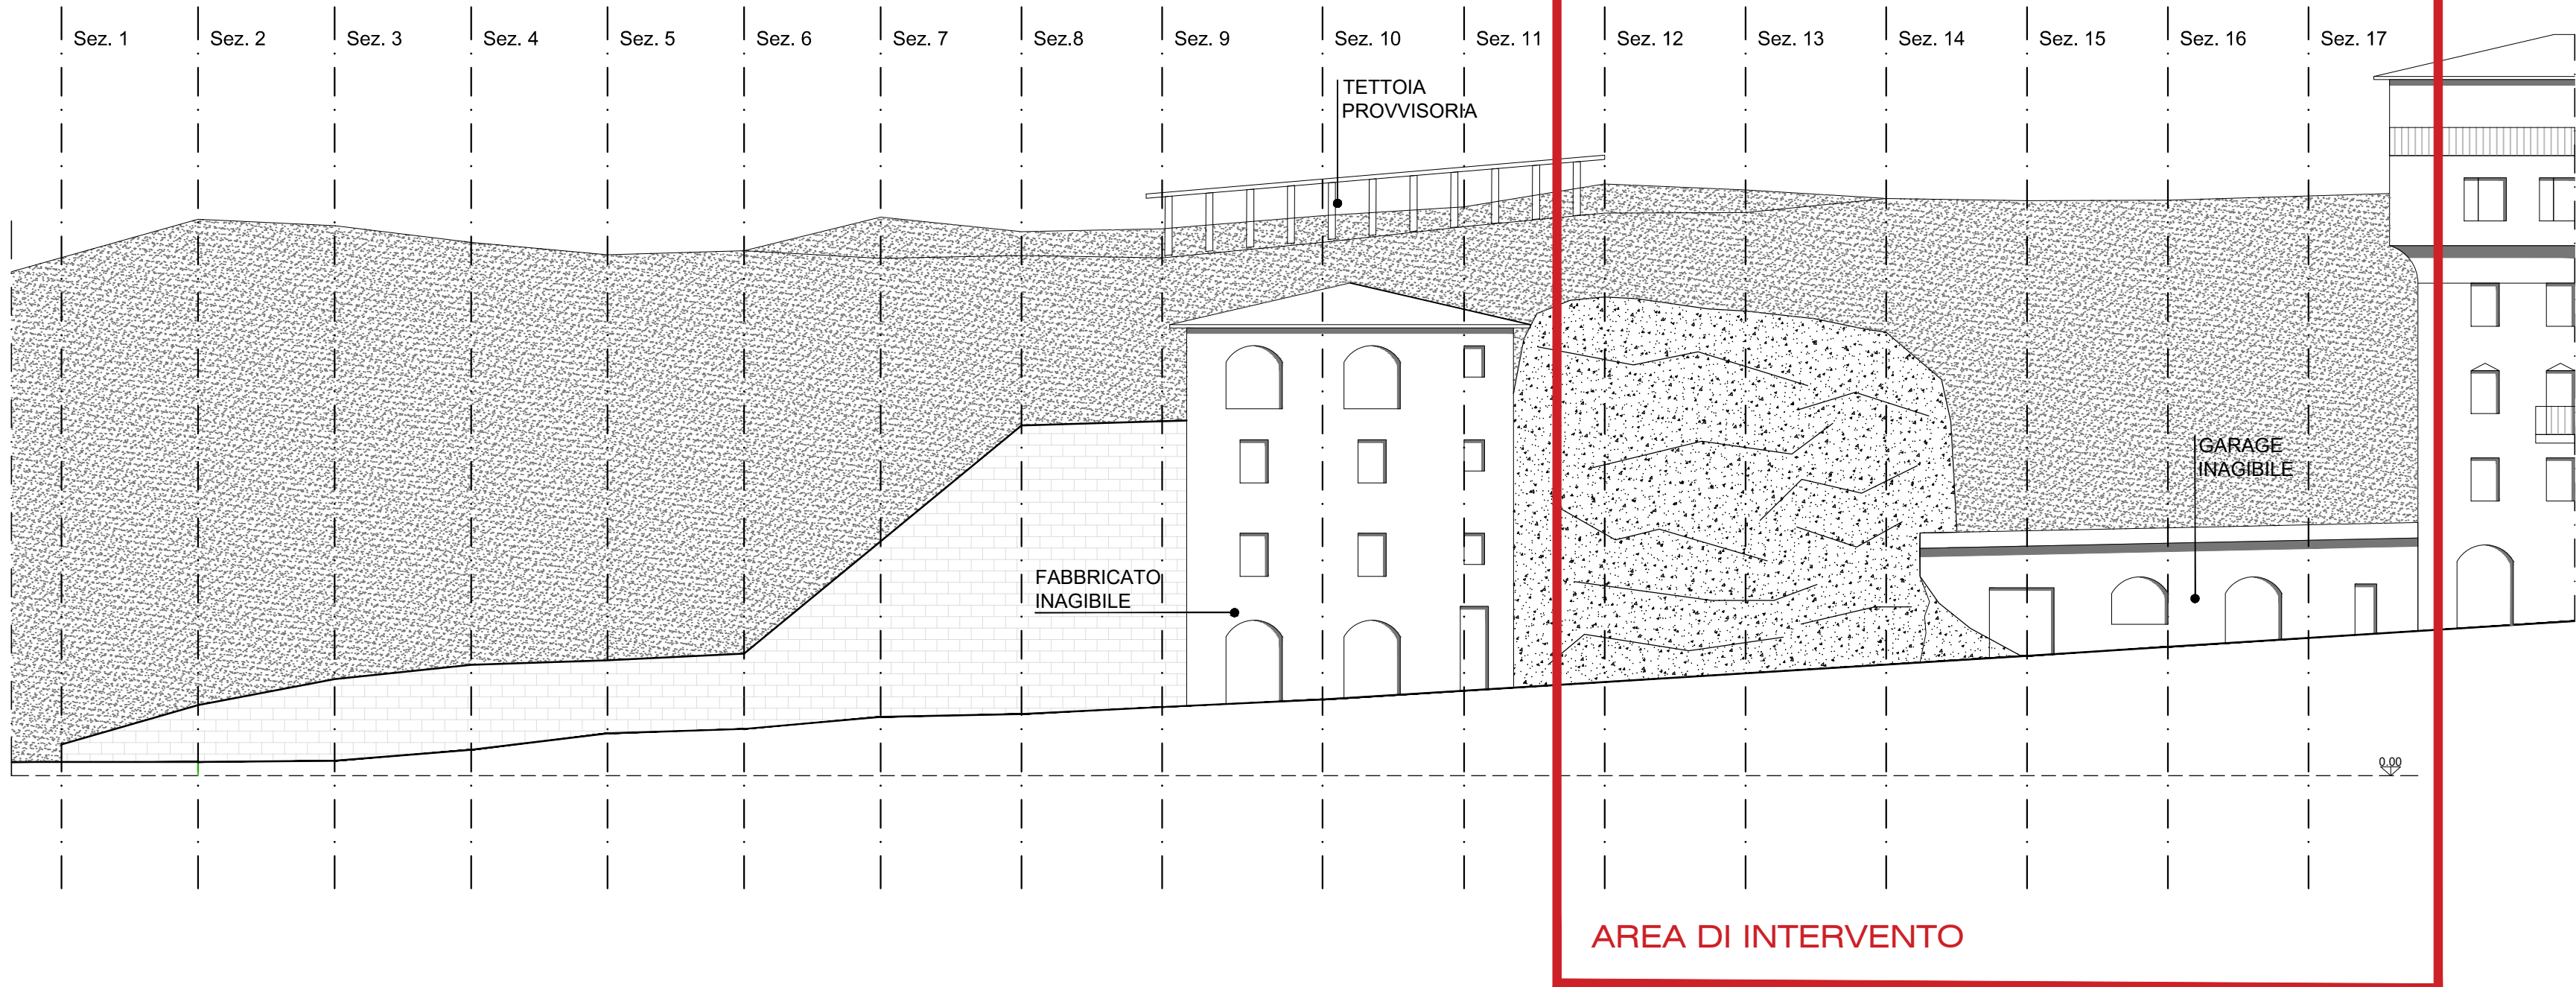 Sez. 1
Sez. 2
Sez. 3
Sez. 4
Sez. 5
Sez. 6
Sez. 7
Sez.8
Sez. 9
Sez. 10
Sez. 11
Sez. 12
Sez. 13
Sez. 14
Sez. 15
Sez. 16
Sez. 17
TETTOIA
PROVVISORIA
GARAGE
INAGIBILE
FABBRICATO
INAGIBILE
0.00
AREA DI INTERVENTO